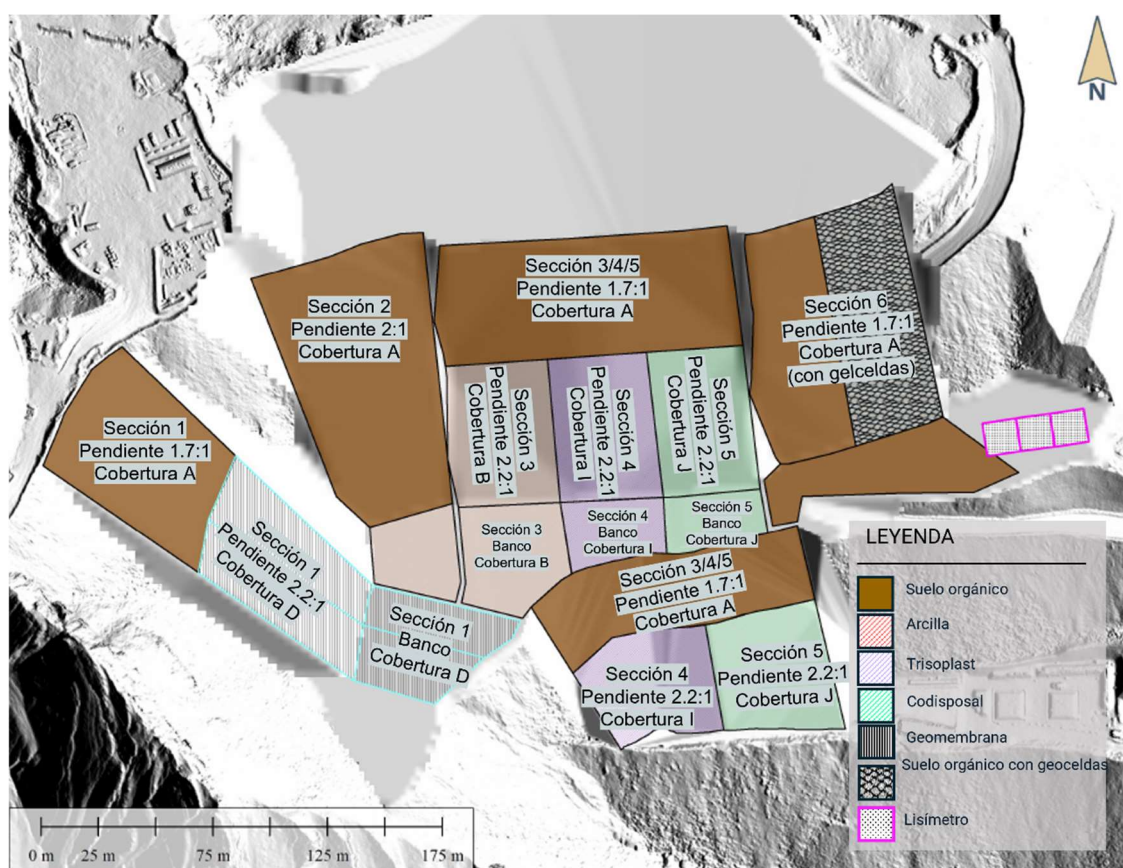 N
Sección 3/4/5
Pendiente 1.7:1
Cobertura A
Sección 2
Pendiente 2:1
Cobertura A
Sección 6
Pendiente 1.7:1
Cobertura A
(con gelceldas)
Sección 1
Pendiente 1.7:1
Cobertura A
Sección 3
Pendiente 2.2:1
Cobertura B
Sección 4
Pendiente 2.2:1
Cobertura I
Sección 5
Pendiente 2.2:1
Cobertura J
Sección 1
Pendiente 2.2:1
Cobertura D
Sección 3
Banco
Cobertura B
Sección 4
Banco
Cobertura I
Sección 5
Banco
Cobertura J
Sección 3/4/5
Pendiente 1.7:1
Cobertura A
Sección 1
Banco
Cobertura D
Sección 4
Pendiente 2.2:1
Cobertura I
Sección 5
Pendiente 2.2:1
Cobertura J
LEYENDA
Suelo orgánico
Arcilla
Trisoplast
Codisposal
Geomembrana
Suelo orgánico con geoceldas
Lisímetro
0 m 25 m 75 m 125 m 175 m